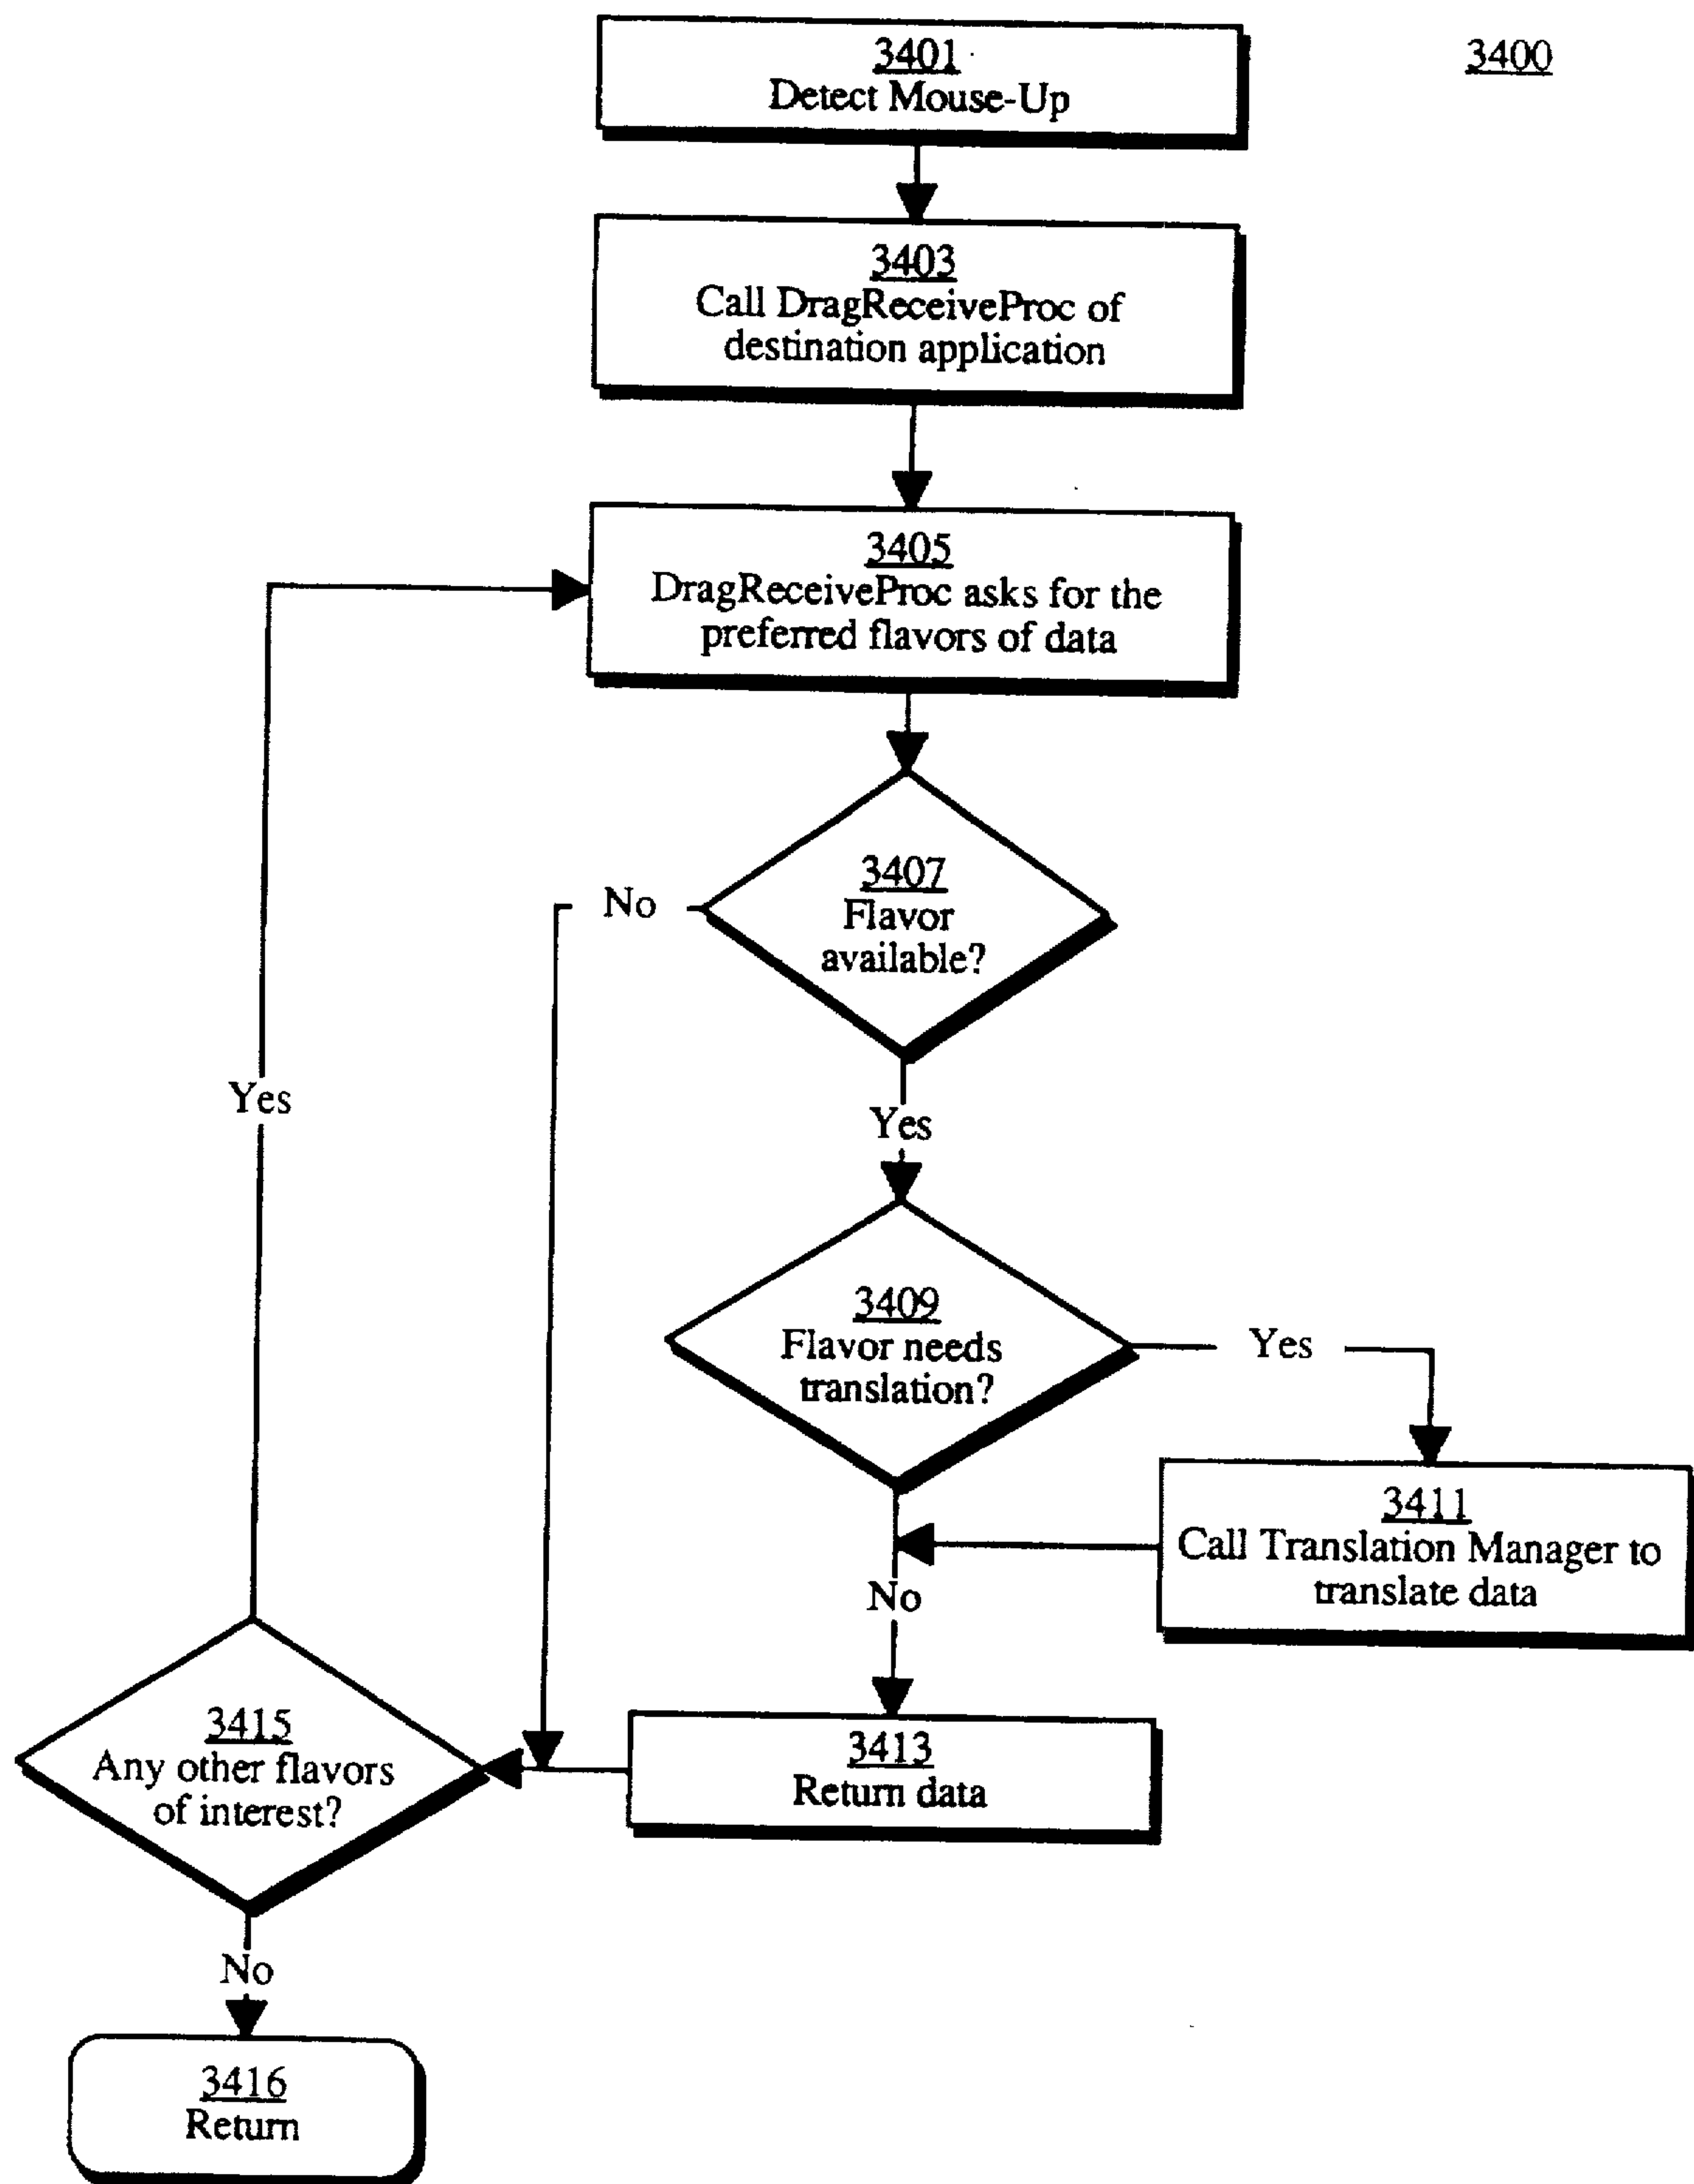 3400
3401
Detect Mouse-Up
3403
Call DragReceiveProc of
destination application
3405
DragReceiveProc asks for the
preferred flavors of data
3407
Flavor
available?
No
Yes
Yes
3409
Flavor needs
translation?
Yes
3411
Call Translation Manager to
translate data
No
3413
Return data
3415
Any other flavors
of interest?
No
3416
Return